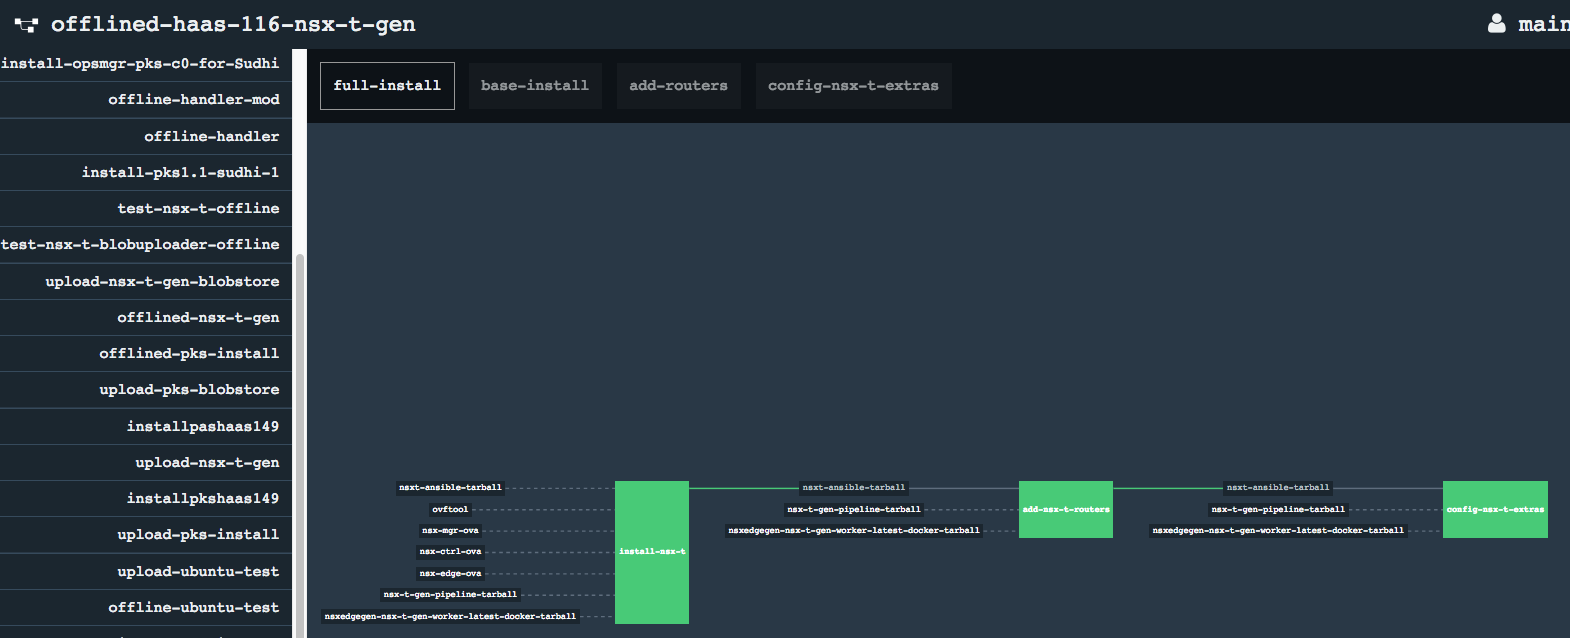 offlined-haas-116-nsx-t-gen
main
install-opsmgr-pks-c0-for-Sudhi
offline-handler-mod
offline-handler
install-pks1.1-sudhi-1
test-nsx-t-offline
test-nsx-t-blobuploader-offline
upload-nsx-t-gen-blobstore
offlined-nsx-t-gen
offlined-pks-install
upload-pks-blobstore
installpashaas149
upload-nsx-t-gen
installpkshaas149
upload-pks-install
upload-ubuntu-test
offline-ubuntu-test
full-install
base-install
add-routers
config-nsx-t-extras
nsxt-ansible-tarball
ovftool
nsx-mgr-ova
nsx-ctrl-ova
nsx-edge-ova
nsx-t-gen-pipeline-tarball
nsxedgegen-nsx-t-gen-worker-latest-docker-tarball
install-nsx-t
nsxt-ansible-tarball
nsx-t-gen-pipeline-tarball
nsxedgegen-nsx-t-gen-worker-latest-docker-tarball
add-nsx-t-routers
nsxt-ansible-tarball
nsx-t-gen-pipeline-tarball
nsxedgegen-nsx-t-gen-worker-latest-docker-tarball
config-nsx-t-extras